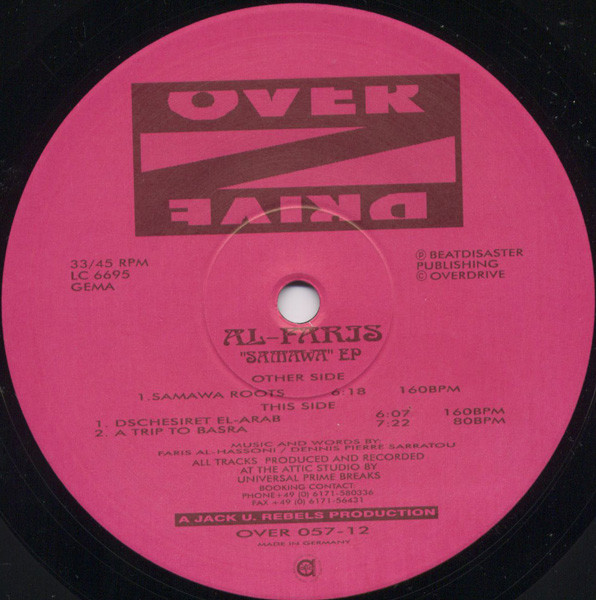 OVER
DRIVE
33/45 RPM
LC 6695
GEMA
Ⓟ BEATDISASTER
PUBLISHING
© OVERDRIVE
AL-FARIS
"SAMAWA" EP
OTHER SIDE
1.SAMAWA ROOTS 6:18 160BPM
THIS SIDE
1. DSCHESIRET EL-ARAB 6:07 160BPM
2. A TRIP TO BASRA 7:22 80BPM
MUSIC AND WORDS BY:
FARIS AL-HASSONI / DENNIS PIERRE SARRATOU
ALL TRACKS PRODUCED AND RECORDED
AT THE ATTIC STUDIO BY
UNIVERSAL PRIME BREAKS
BOOKING CONTACT:
PHONE+49 (0) 6171-580336
FAX +49 (0) 6171-56431
A JACK U. REBELS PRODUCTION
OVER 057-12
MADE IN GERMANY
a